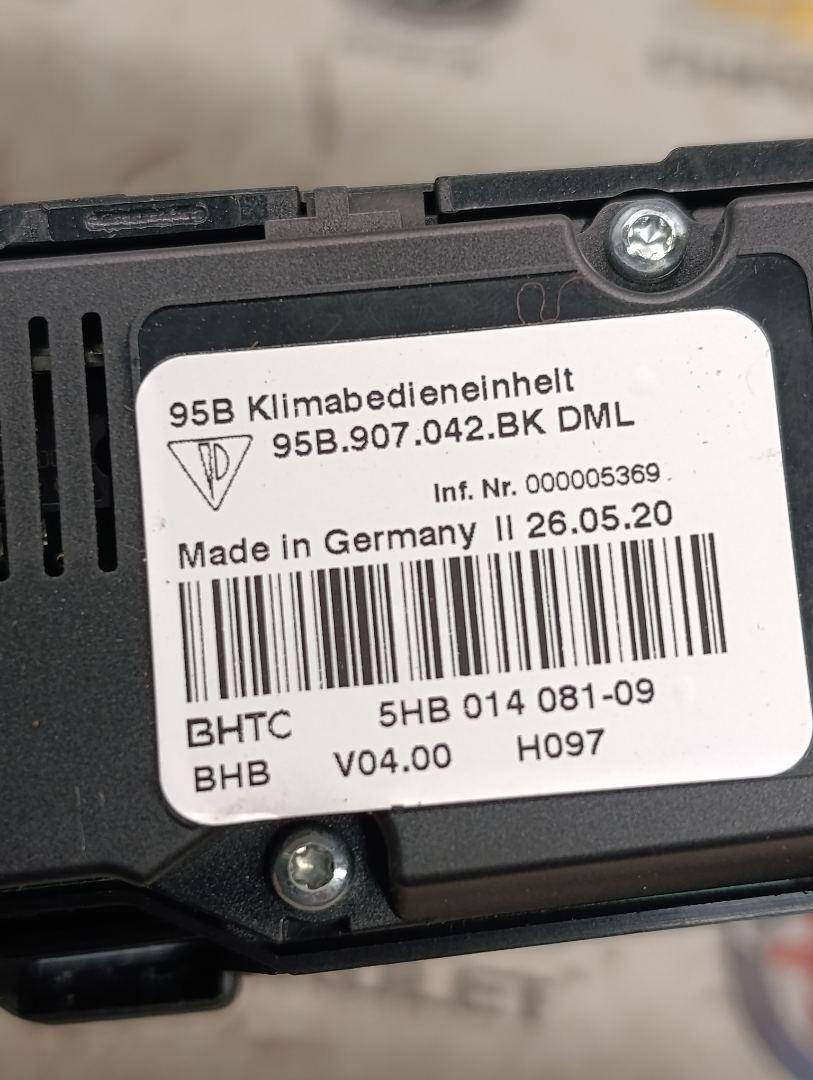 95B Klimabedieneinheit
95B.907.042.BK DML
Inf. Nr. 000005369
Made in Germany II 26.05.20
BHTC 5HB 014 081-09
BHB V04.00 H097